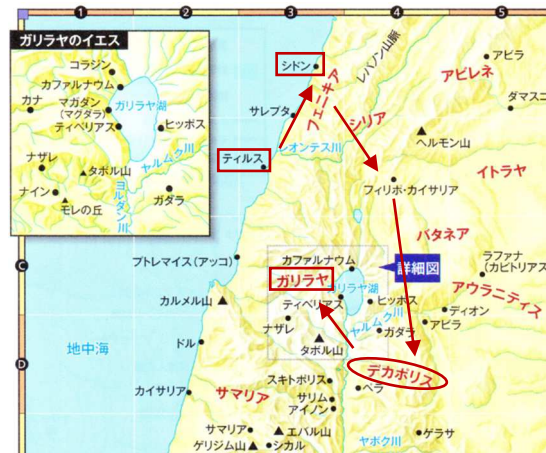 1
2
3
4
5
ガリラヤのイエス
コラジン
カファルナウム
カナ
マガダン
(マグダラ)
ガリラヤ湖
ティベリアス
ヒッポス
ナザレ
タボル山
ヤルムク川
ナイン
モレの丘
ヨルダン川
ガダラ
シドン
レバノン山脈
アビラ
アビレネ
フェニキア
サレプタ
シリア
ダマスコ
ヘルモン山
レオンテス川
ティルス
イトラヤ
フィリポ・カイサリア
バタネア
C
プトレマイス(アッコ)
カファルナウム
詳細図
ラファナ
(カピトリアス)
ガリラヤ
ガリラヤ湖
アウラニティス
カルメル山
ティベリアス
ヒッポス
ディオン
ナザレ
ヤルムク川
アビラ
ガダラ
地中海
ドル
タボル山
D
デカポリス
スキトポリス
ペラ
カイサリア
サマリア
サリム
アイノン
サマリア
エバル山
ゲラサ
ゲリジム山
シカル
ヤボク川